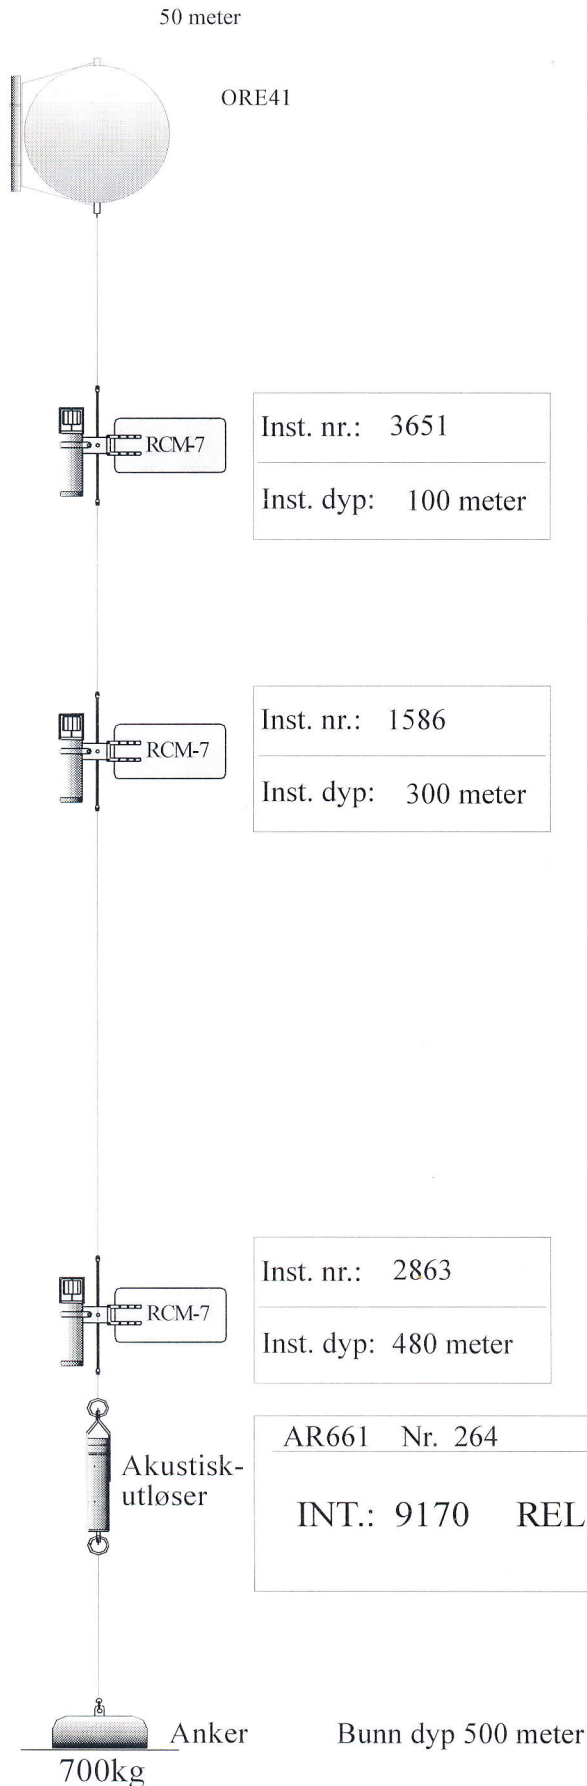 50 meter
ORE41
RCM-7
Inst. nr.: 3651
Inst. dyp: 100 meter
RCM-7
Inst. nr.: 1586
Inst. dyp: 300 meter
RCM-7
Inst. nr.: 2863
Inst. dyp: 480 meter
Akustisk-
utløser
AR661 Nr. 264
INT.: 9170 REL
Anker
Bunn dyp 500 meter
700kg